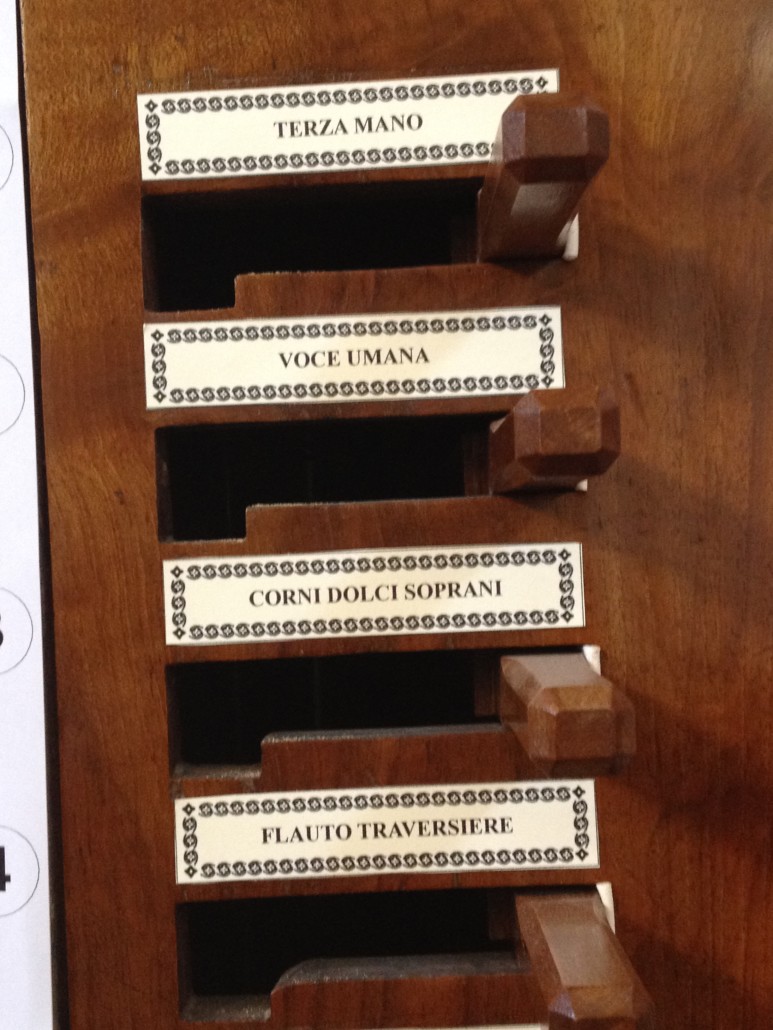 TERZA MANO
VOCE UMANA
CORNI DOLCI SOPRANI
FLAUTO TRAVERSIERE